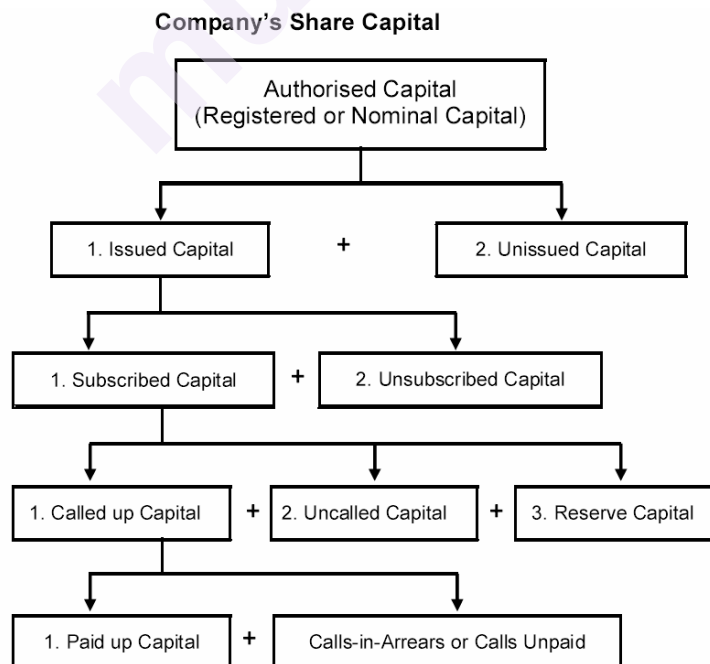 Company's Share Capital
Authorised Capital
(Registered or Nominal Capital)
1. Issued Capital + 2. Unissued Capital
1. Subscribed Capital + 2. Unsubscribed Capital
1. Called up Capital + 2. Uncalled Capital + 3. Reserve Capital
1. Paid up Capital + Calls-in-Arrears or Calls Unpaid